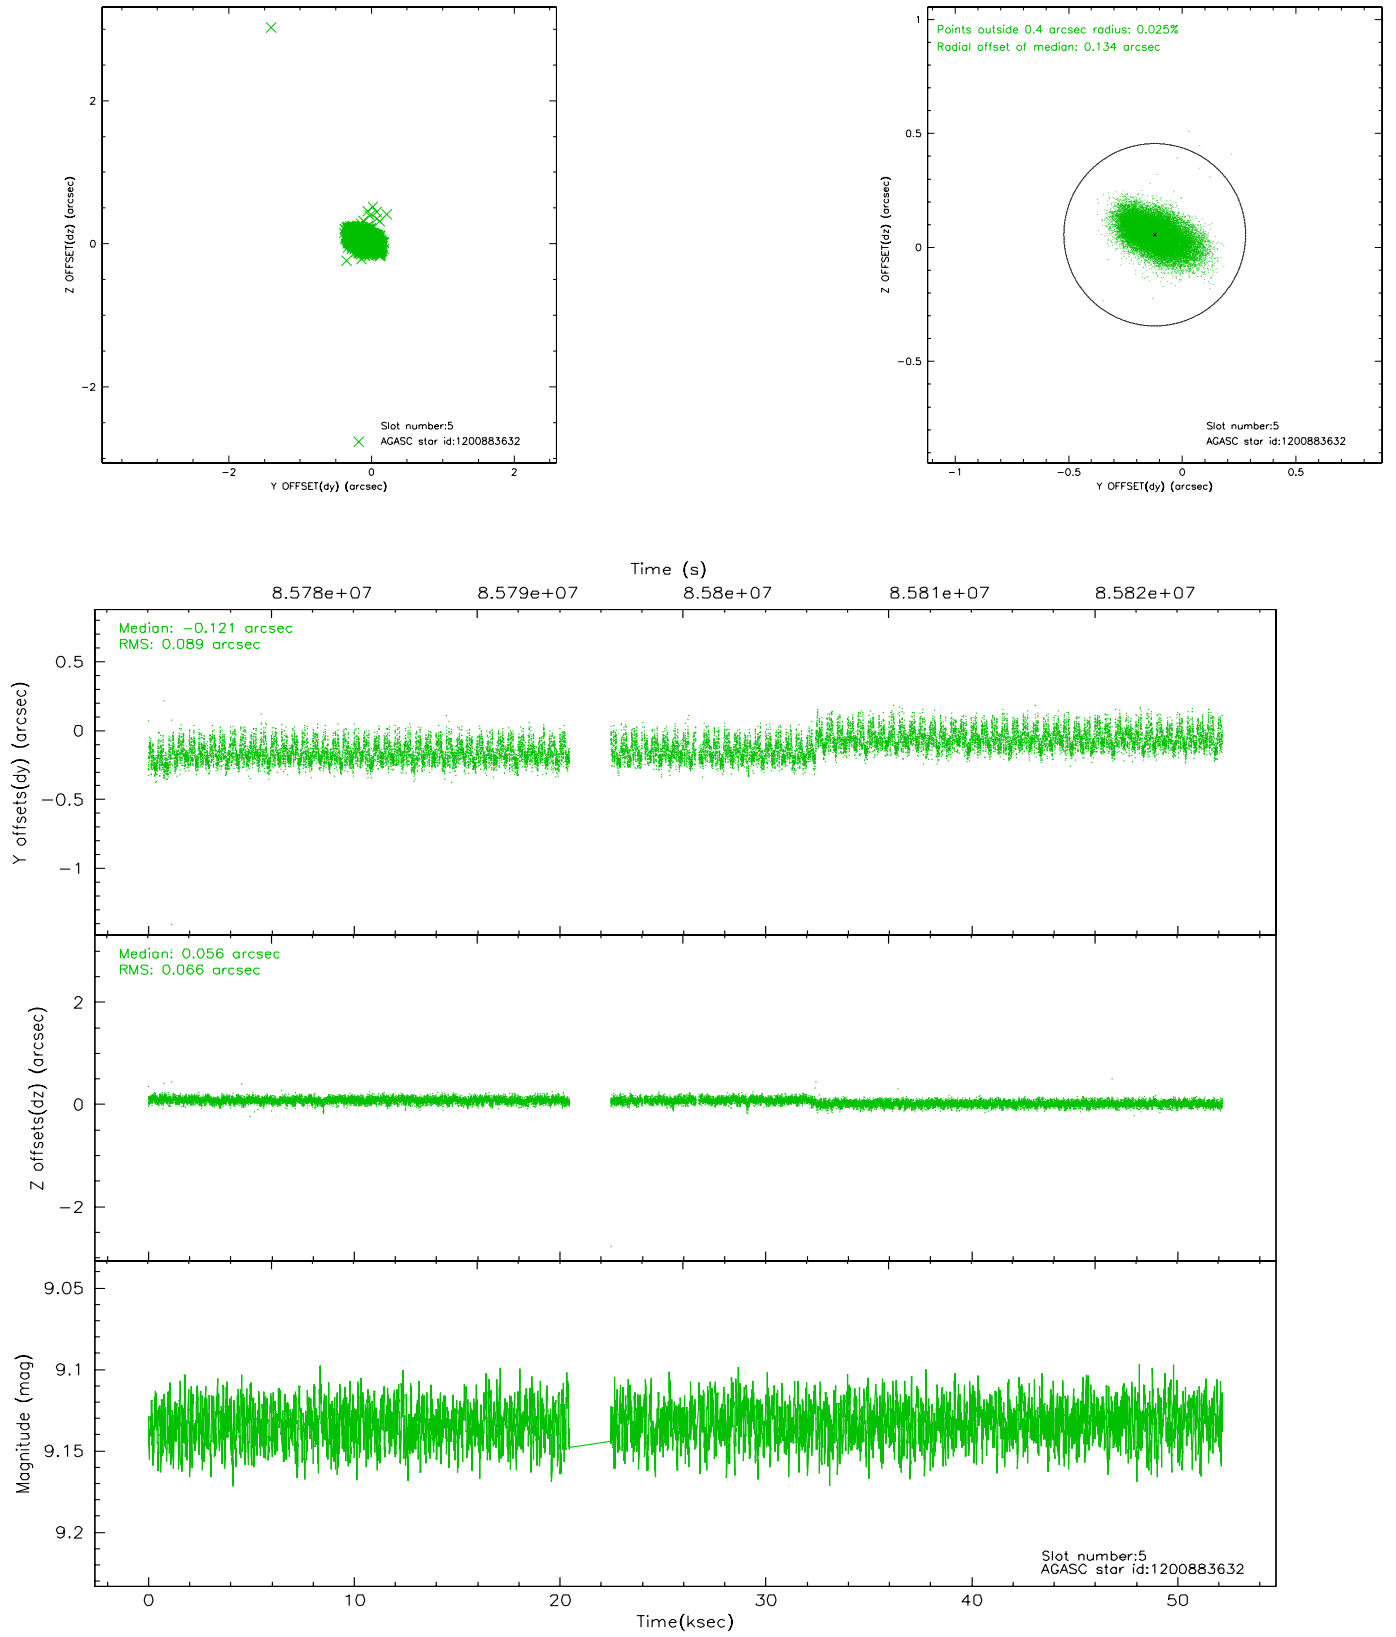 2
0
−2
Z OFFSET(dz) (arcsec)
Slot number:5
AGASC star id:1200883632
−2
0
2
Y OFFSET(dy) (arcsec)
Points outside 0.4 arcsec radius: 0.025%
Radial offset of median: 0.134 arcsec
1
0.5
0
−0.5
Z OFFSET(dz) (arcsec)
Slot number:5
AGASC star id:1200883632
−1
−0.5
0
0.5
Y OFFSET(dy) (arcsec)
Time (s)
8.578e+07
8.579e+07
8.58e+07
8.581e+07
8.582e+07
Median: −0.121 arcsec
RMS: 0.089 arcsec
0.5
0
−0.5
−1
Y offsets(dy) (arcsec)
Median: 0.056 arcsec
RMS: 0.066 arcsec
2
0
−2
Z offsets(dz) (arcsec)
9.05
9.1
9.15
9.2
Magnitude (mag)
Slot number:5
AGASC star id:1200883632
0
10
20
30
40
50
Time(ksec)